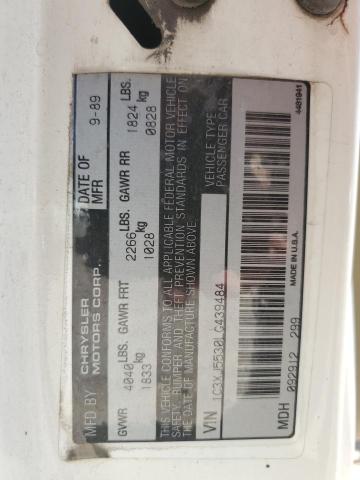 MFD BY CHRYSLER MOTORS CORP. DATE OF MFR 9-89
GVWR 4040 LBS. GAWR FRT 2266 LBS. GAWR RR 1824 LBS.
1833 kg 1028 kg 0828 kg
THIS VEHICLE CONFORMS TO ALL APPLICABLE FEDERAL MOTOR VEHICLE
SAFETY, BUMPER AND THEFT PREVENTION STANDARDS IN EFFECT ON
THE DATE OF MANUFACTURE SHOWN ABOVE.
VIN 1C3XJ5530LG439484 VEHICLE TYPE: PASSENGER CAR
MDH 092912 299 MADE IN U.S.A. 4481941